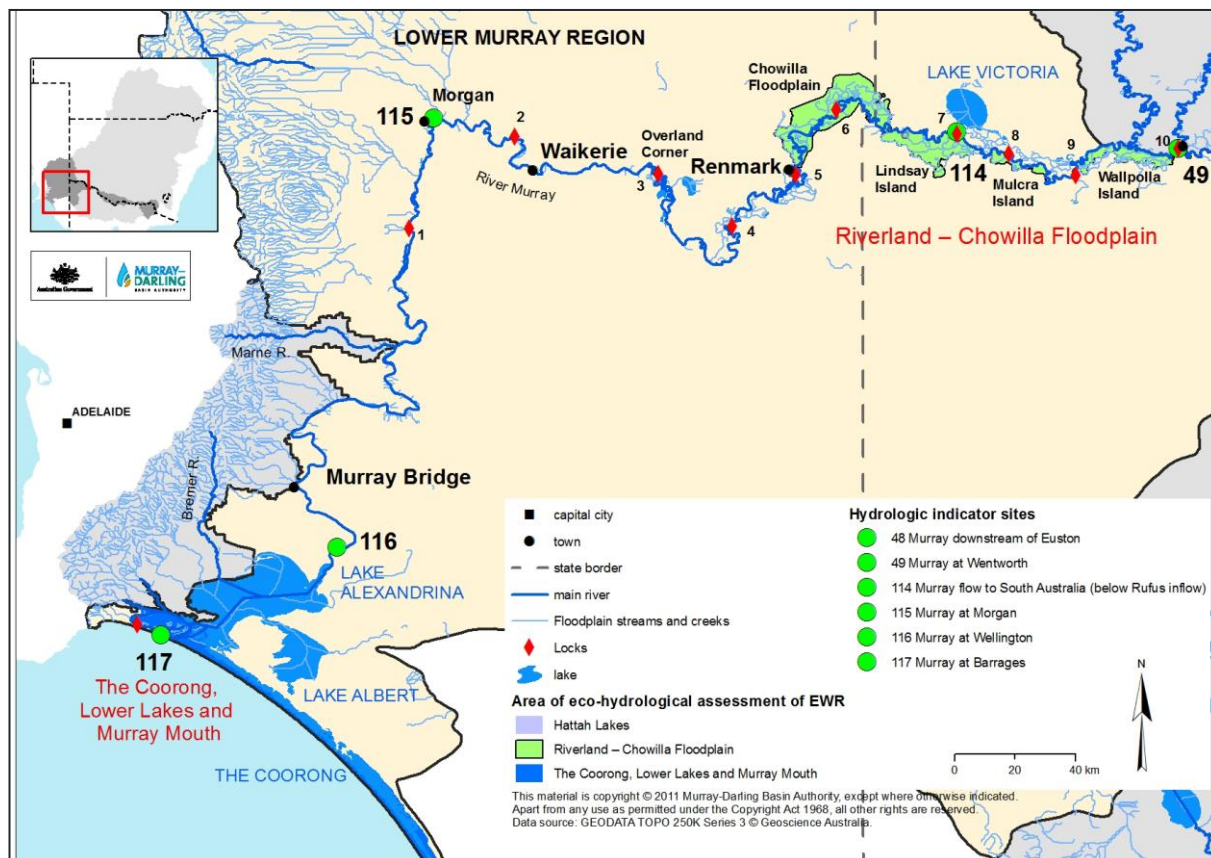 LOWER MURRAY REGION
Morgan
115
2
Waikerie
River Murray
Overland
Corner
3
Chowilla
Floodplain
6
Renmark
5
4
1
LAKE VICTORIA
7
8
9
10
Lindsay
Island
114
Mulcra
Island
Wallpolla
Island
49
Riverland – Chowilla Floodplain
Australian Government
MURRAY–
DARLING
BASIN AUTHORITY
Marne R.
ADELAIDE
Bremer R.
Murray Bridge
116
LAKE
ALEXANDRINA
117
The Coorong,
Lower Lakes and
Murray Mouth
LAKE ALBERT
THE COORONG
capital city
town
state border
main river
Floodplain streams and creeks
Locks
lake
Area of eco-hydrological assessment of EWR
Hattah Lakes
Riverland – Chowilla Floodplain
The Coorong, Lower Lakes and Murray Mouth
Hydrologic indicator sites
48 Murray downstream of Euston
49 Murray at Wentworth
114 Murray flow to South Australia (below Rufus inflow)
115 Murray at Morgan
116 Murray at Wellington
117 Murray at Barrages
N
0 20 40 km
This material is copyright © 2011 Murray-Darling Basin Authority, except where otherwise indicated.
Apart from any use as permitted under the Copyright Act 1968, all other rights are reserved.
Data source: GEODATA TOPO 250K Series 3 © Geoscience Australia.